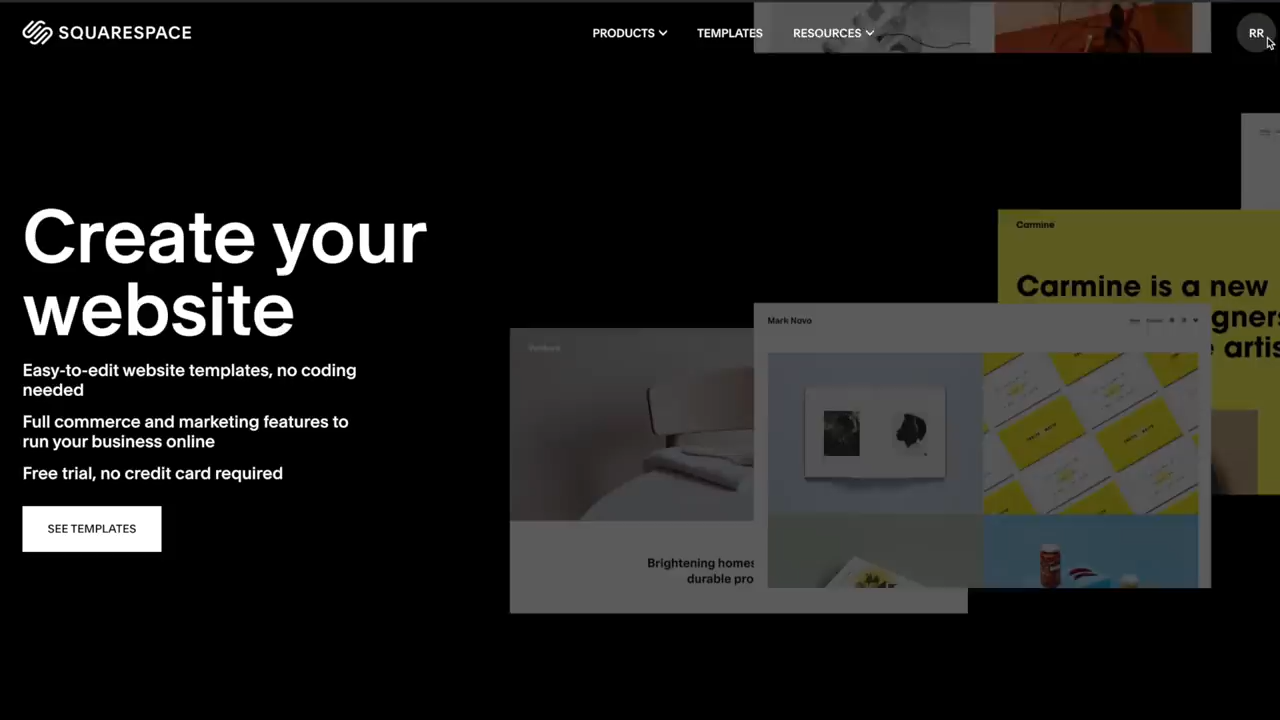 SQUARESPACE
PRODUCTS
TEMPLATES
RESOURCES
RR
Create your
website
Easy-to-edit website templates, no coding
needed
Full commerce and marketing features to
run your business online
Free trial, no credit card required
SEE TEMPLATES
Carmine
Carmine is a new
gners
artis
Mark Novo
Brightening homes
durable pro